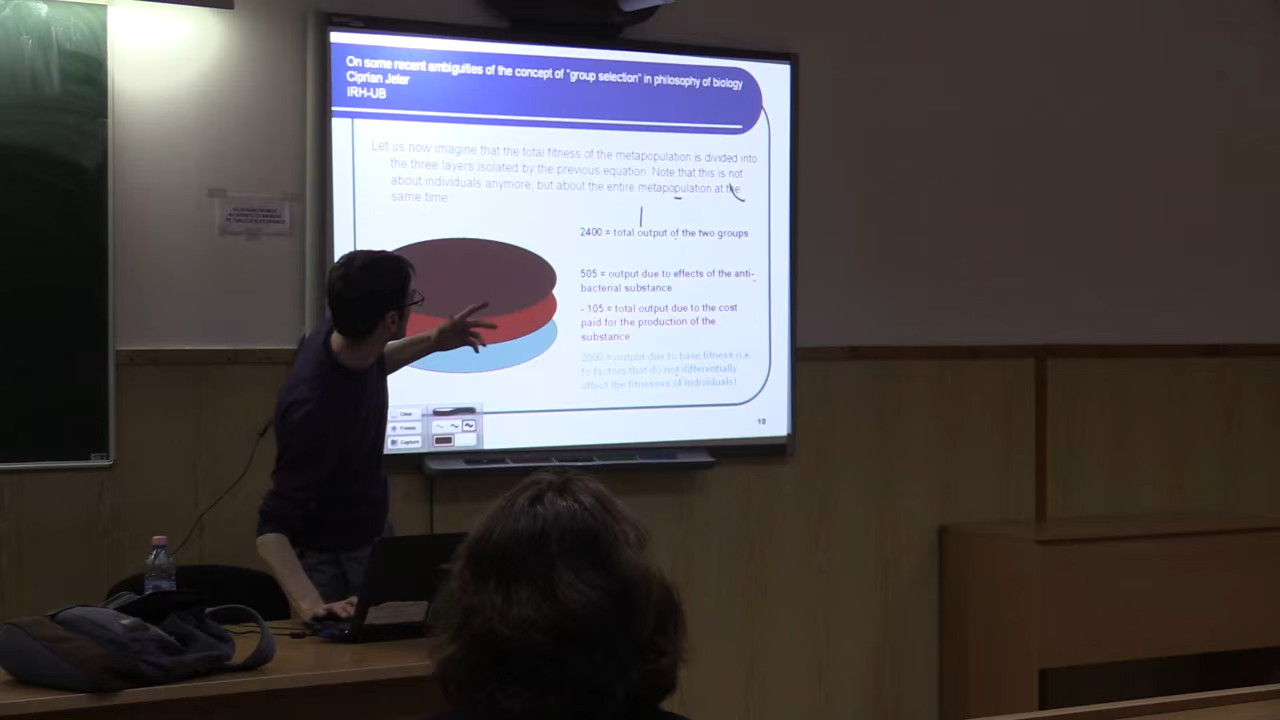 On some recent ambiguities of the concept of "group selection" in philosophy of biology
Ciprian Jeler
IRH-UB
Let us now imagine that the total fitness of the metapopulation is divided into
the three layers isolated by the previous equation. Note that this is not
about individuals anymore, but about the entire metapopulation at the
same time.
2400 = total output of the two groups
505 = output due to effects of the anti-
bacterial substance
- 105 = total output due to the cost
paid for the production of the
substance
2000 = output due to base fitness (i.e.
to factors that do not differentially
affect the fitnesses of individuals)
Clear
Freeze
Capture
10